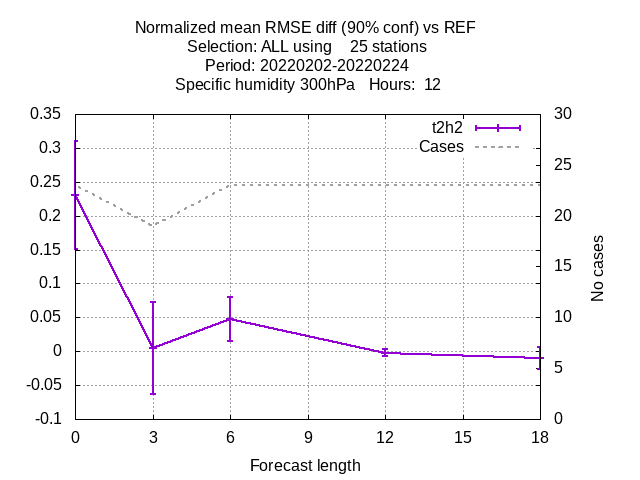 Normalized mean RMSE diff (90% conf) vs REF
Selection: ALL using    25 stations
Period: 20220202-20220224
Specific humidity 300hPa   Hours:  12
0.35
0.3
0.25
0.2
0.15
0.1
0.05
0
-0.05
-0.1
t2h2
Cases
30
25
20
15
10
5
0
No cases
0 3 6 9 12 15 18
Forecast length